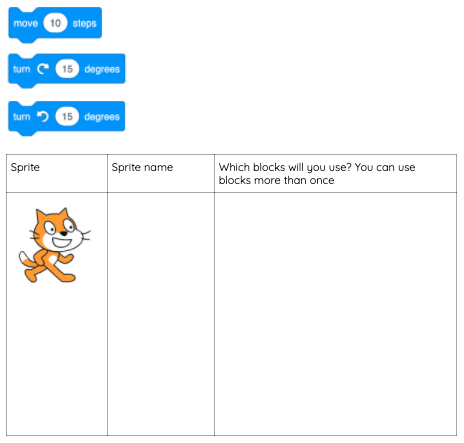 move 10 steps
turn 15 degrees
turn 15 degrees
Sprite
Sprite name
Which blocks will you use? You can use
blocks more than once